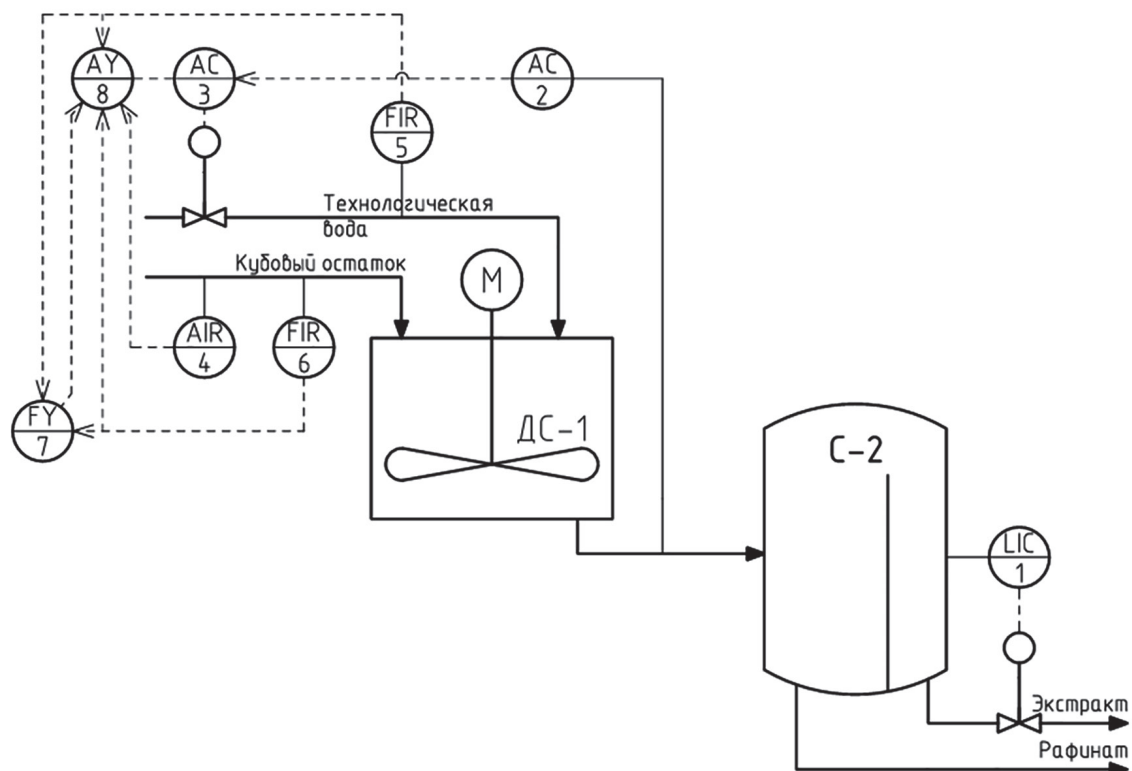 AY
8
AC
3
AC
2
FIR
5
Технологическая
вода
Кубовый остаток
M
AIR
4
FIR
6
FY
7
ДС-1
С-2
LIC
1
Экстракт
Рафинат